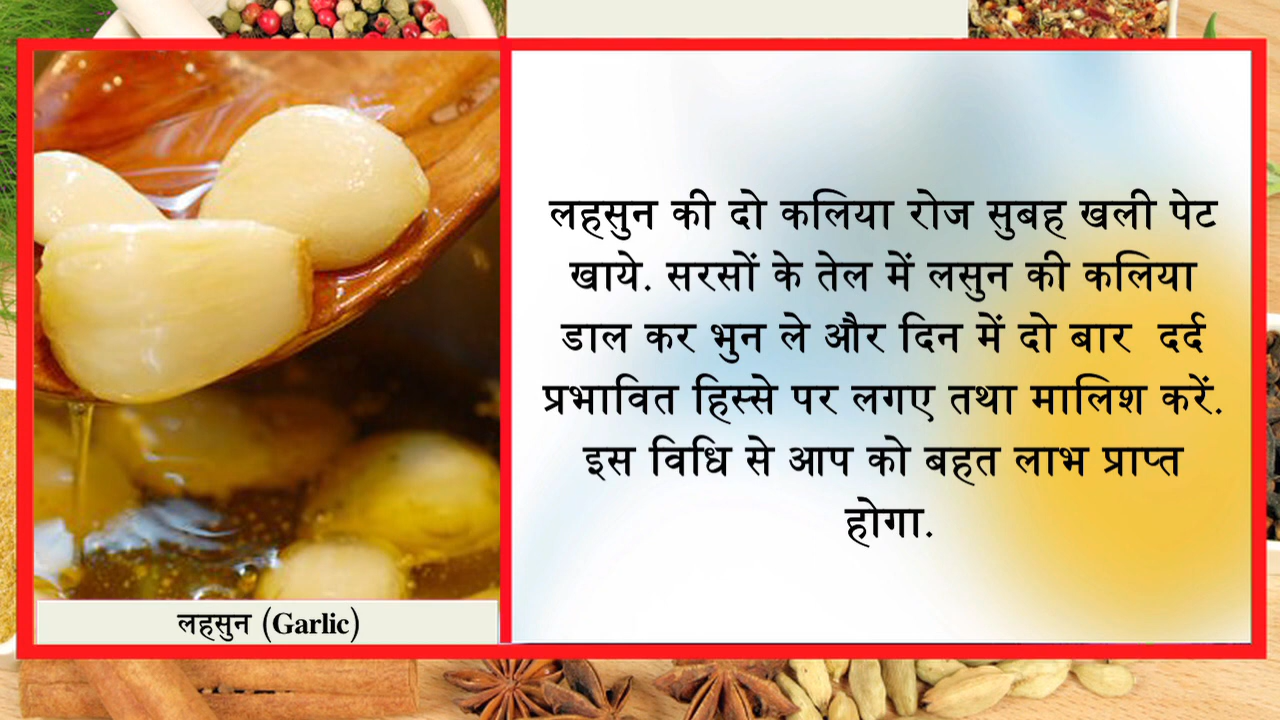 लहसुन की दो कलिया रोज सुबह खली पेट
खाये. सरसों के तेल में लसुन की कलिया
डाल कर भुन ले और दिन में दो बार दर्द
प्रभावित हिस्से पर लगए तथा मालिश करें.
इस विधि से आप को बहत लाभ प्राप्त
होगा.
लहसुन (Garlic)